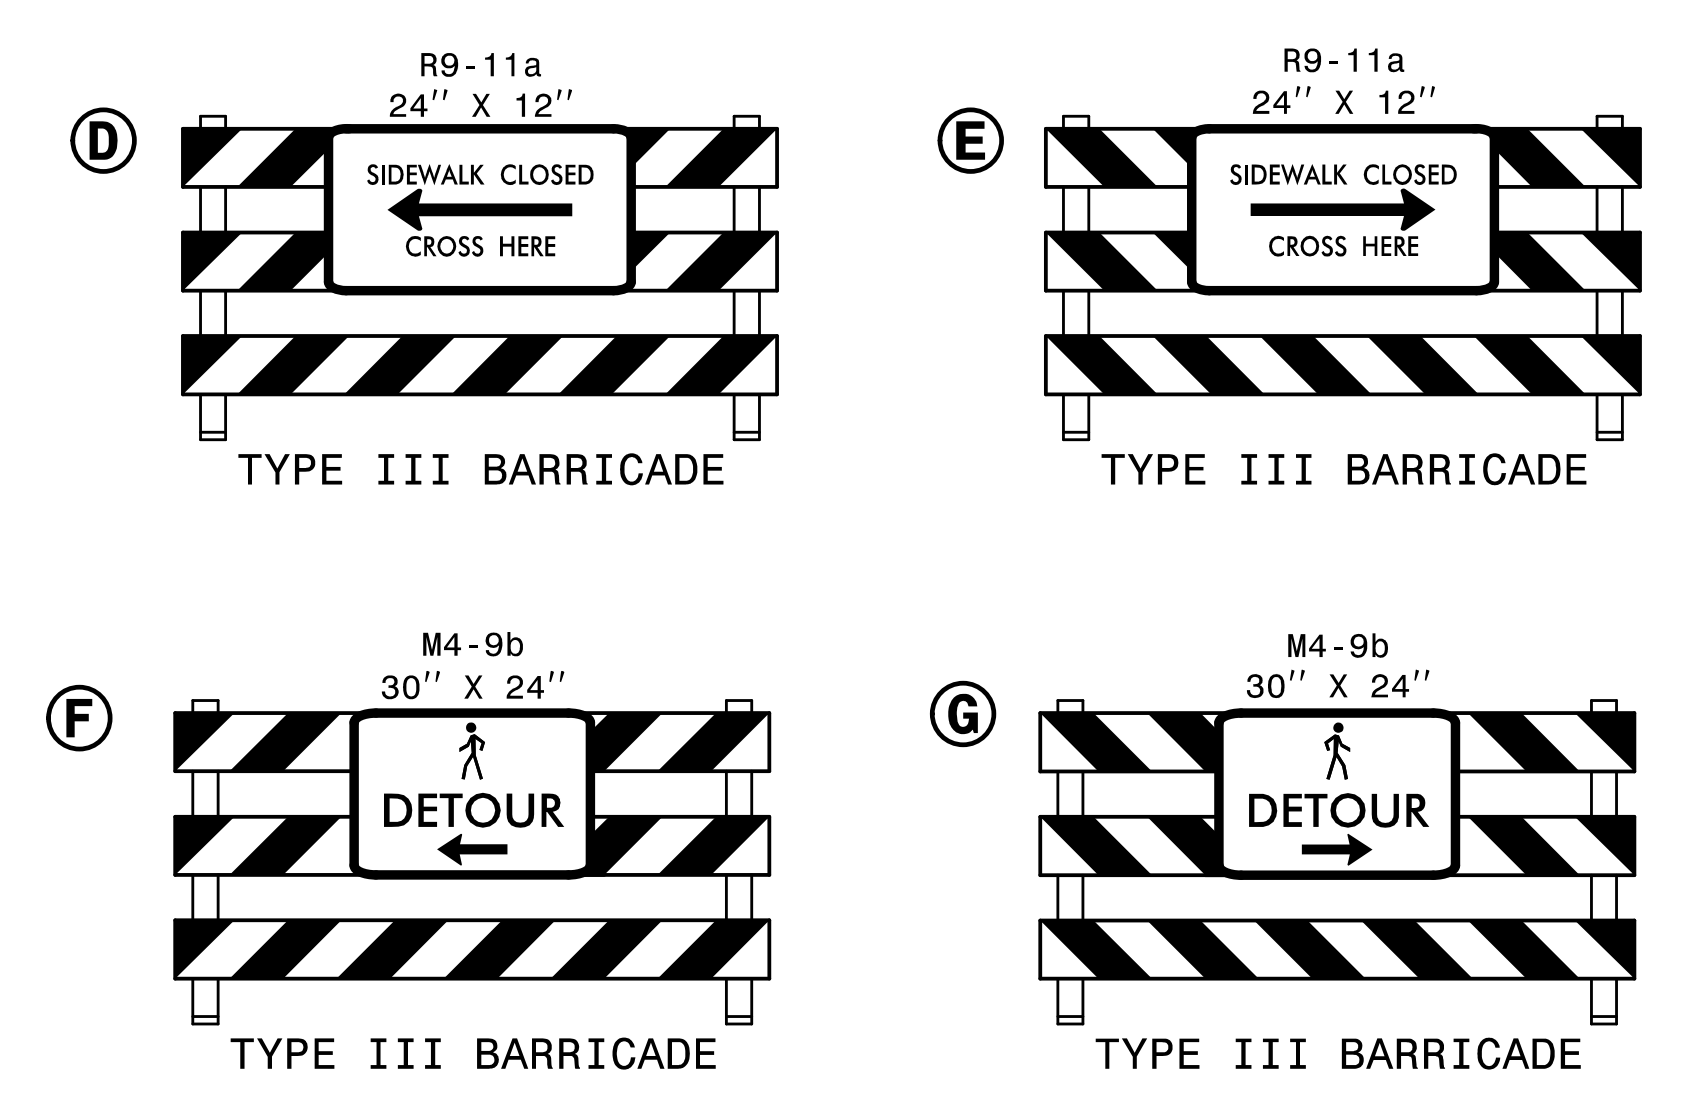 R9-11a
24'' X 12''
D
SIDEWALK CLOSED
CROSS HERE
TYPE III BARRICADE
R9-11a
24'' X 12''
E
SIDEWALK CLOSED
CROSS HERE
TYPE III BARRICADE
M4-9b
30'' X 24''
F
DETOUR
TYPE III BARRICADE
M4-9b
30'' X 24''
G
DETOUR
TYPE III BARRICADE